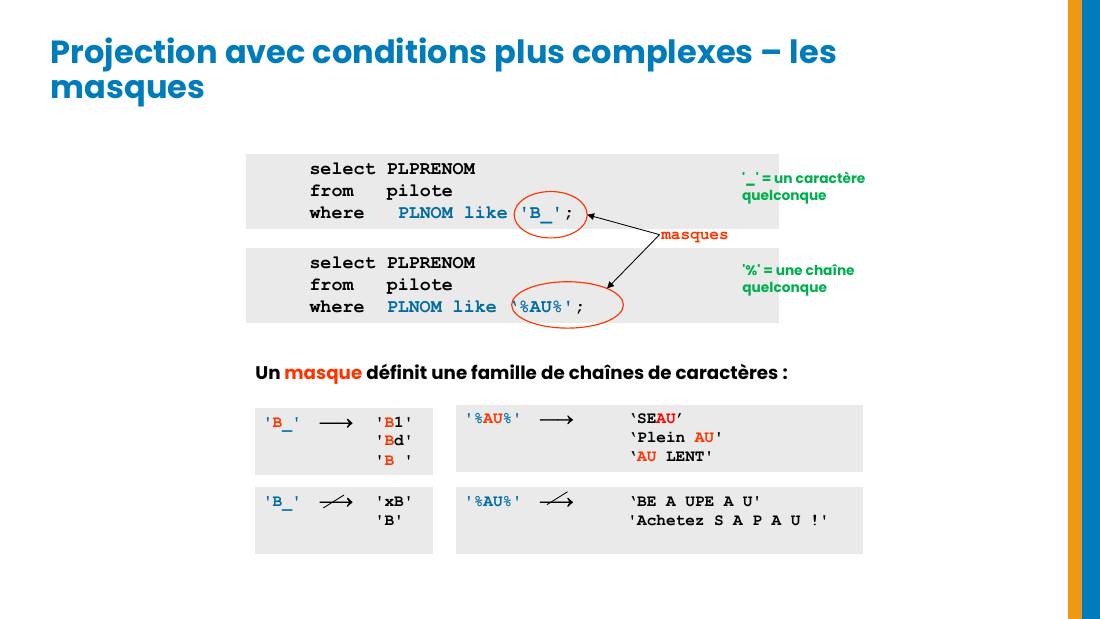 Projection avec conditions plus complexes – les
masques
select PLPRENOM
from pilote
where PLNOM like 'B_';
'_' = un caractère
quelconque
masques
select PLPRENOM
from pilote
where PLNOM like '%AU%';
'%' = une chaîne
quelconque
Un masque définit une famille de chaînes de caractères :
'B_' 'B1'
'Bd'
'B '
'%AU%' ‘SEAU’
‘Plein AU'
‘AU LENT'
'B_' 'xB'
'B'
'%AU%' ‘BE A UPE A U'
'Achetez S A P A U !'